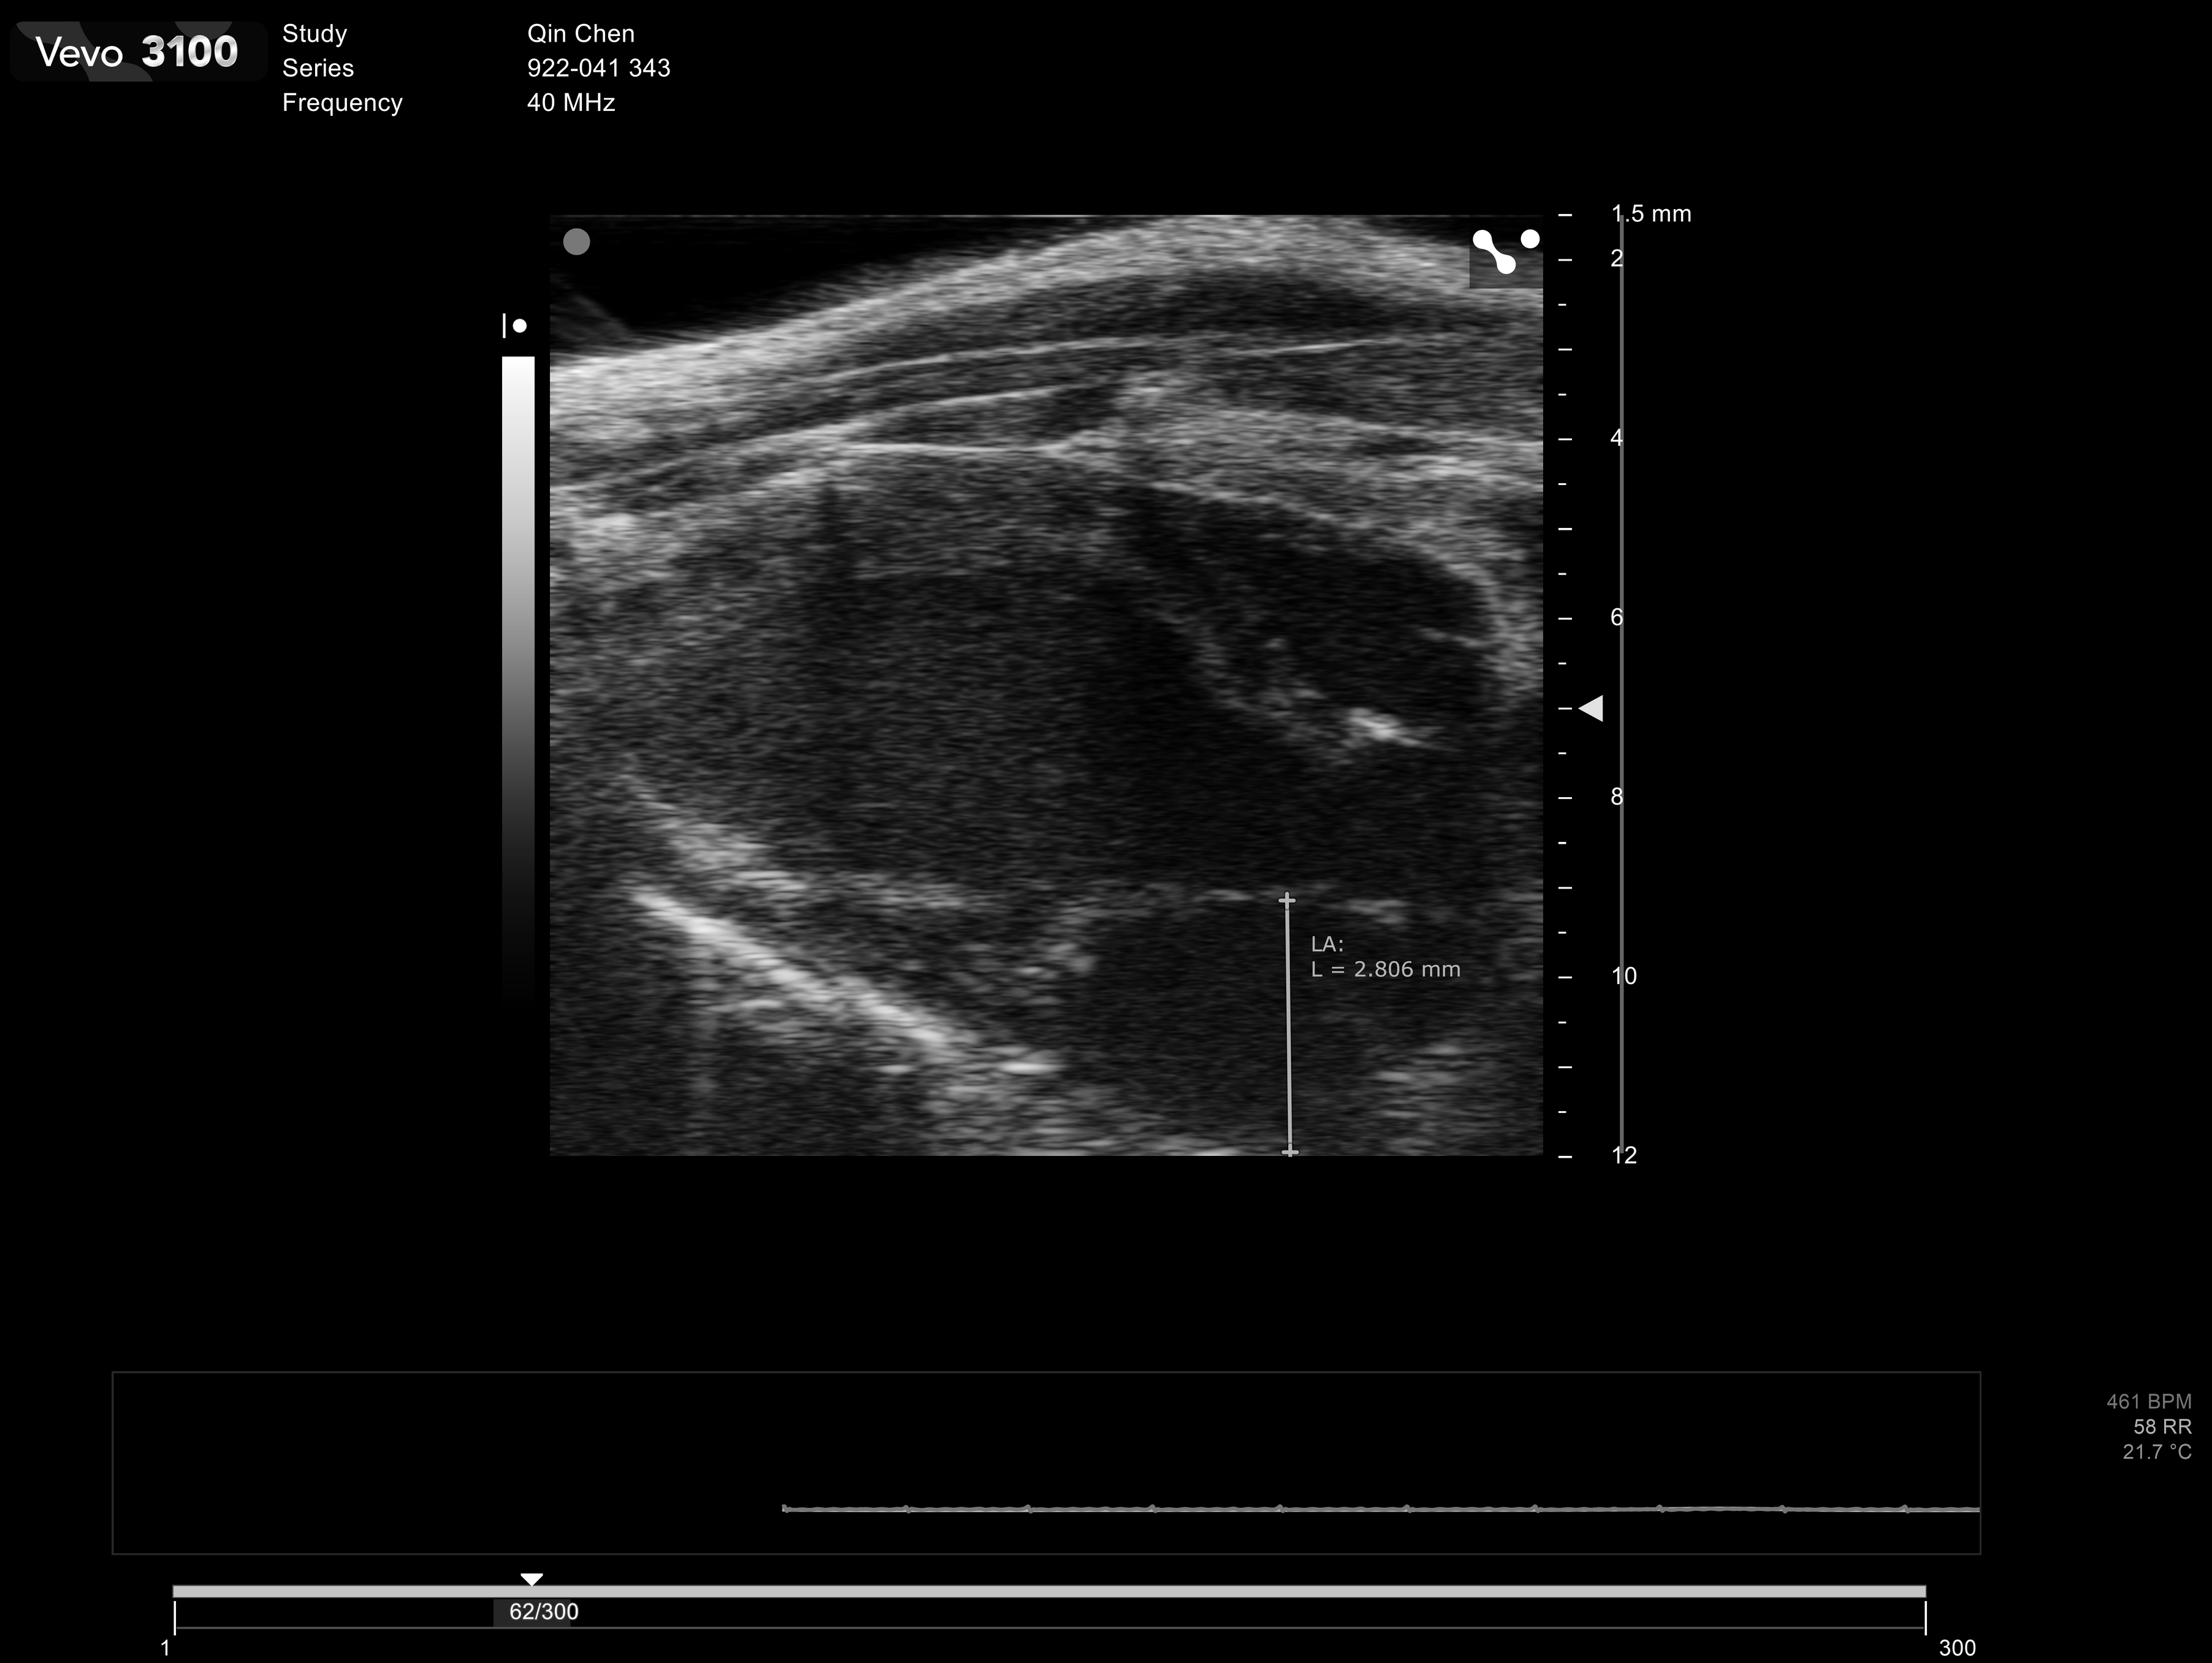 Vevo 3100
Study Qin Chen
Series 922-041 343
Frequency 40 MHz
1.5 mm
2
4
6
8
LA:
L = 2.806 mm
10
12
461 BPM
58 RR
21.7 °C
62/300
1 300